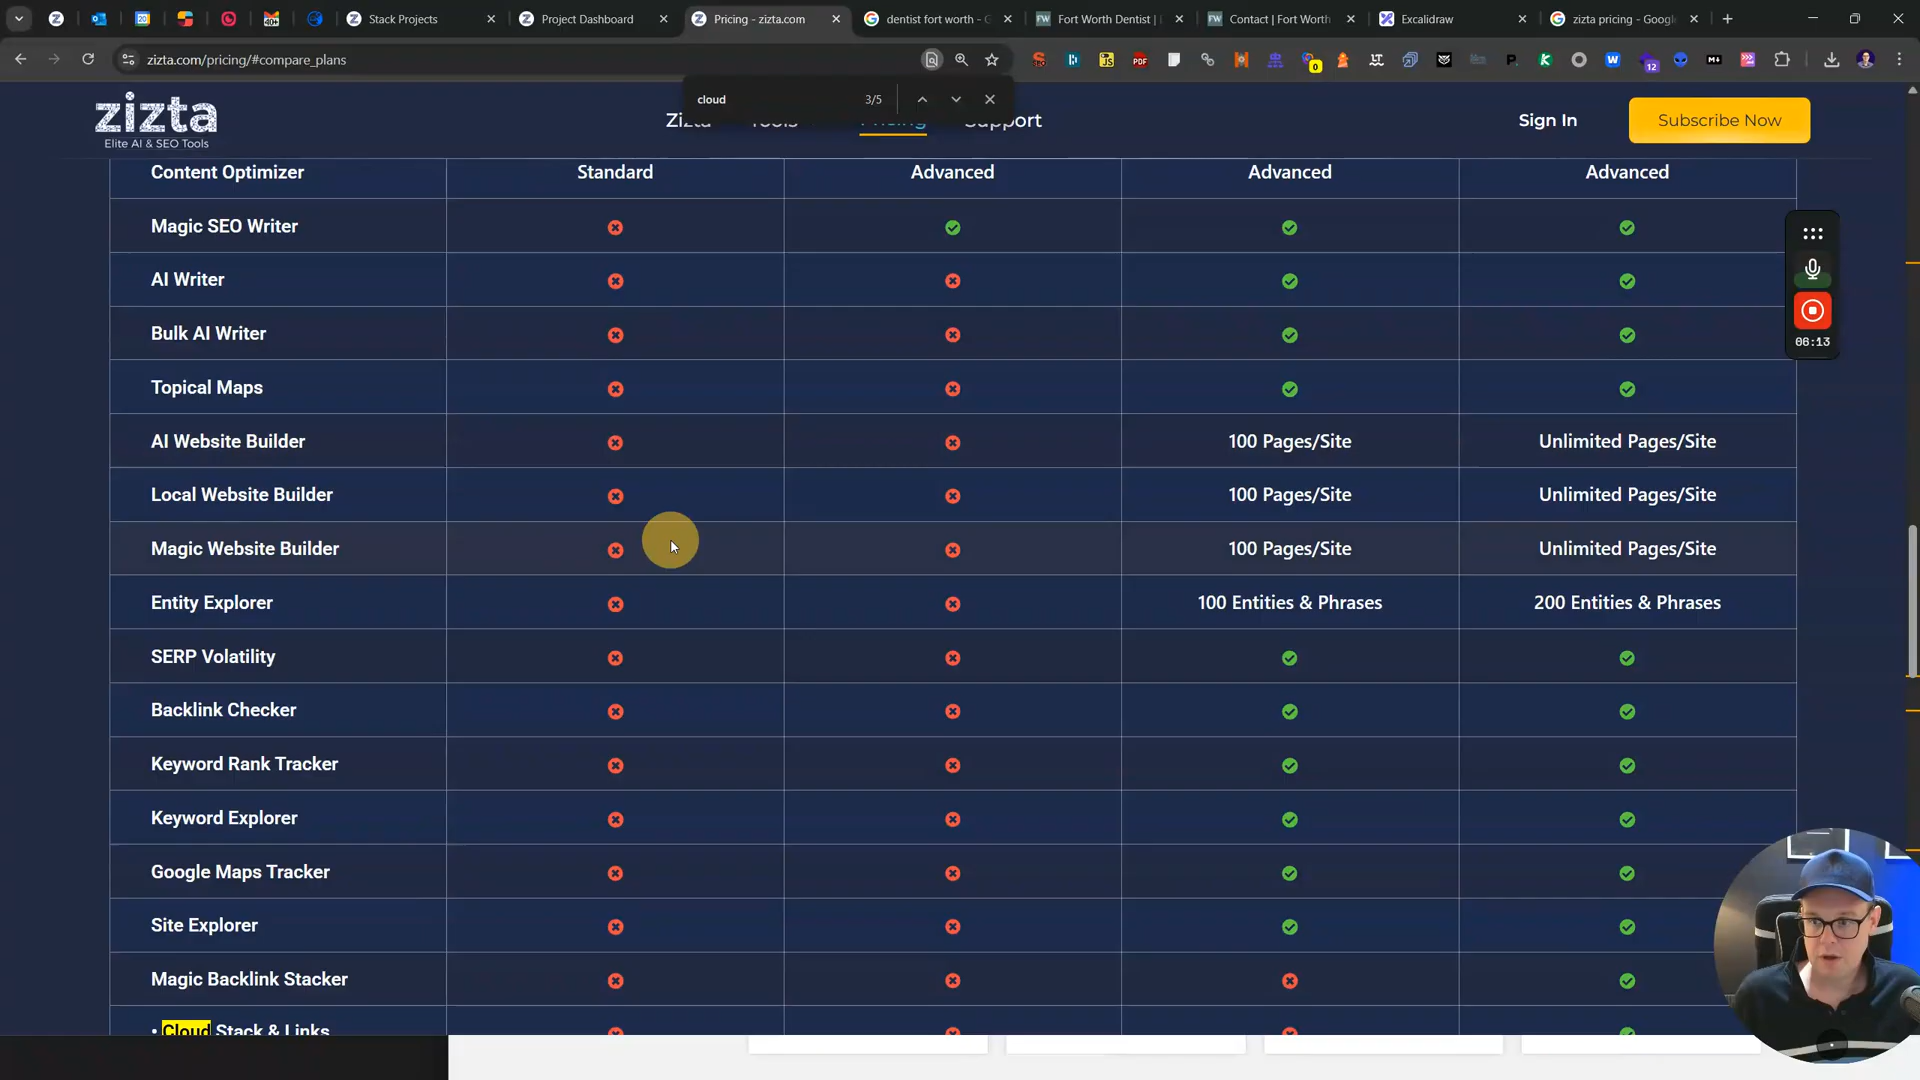 Stack Projects
Project Dashboard
Pricing - zizta.com
dentist fort worth - G
Fort Worth Dentist |
Contact | Fort Worth
Excalidraw
zizta pricing - Google
zizta.com/pricing/#compare_plans
cloud
3/5
zizta
Elite AI & SEO Tools
Zizta
Tools
Pricing
Support
Sign In
Subscribe Now
Content Optimizer Standard Advanced Advanced Advanced
Magic SEO Writer
AI Writer
Bulk AI Writer
Topical Maps
AI Website Builder 100 Pages/Site Unlimited Pages/Site
Local Website Builder 100 Pages/Site Unlimited Pages/Site
Magic Website Builder 100 Pages/Site Unlimited Pages/Site
Entity Explorer 100 Entities & Phrases 200 Entities & Phrases
SERP Volatility
Backlink Checker
Keyword Rank Tracker
Keyword Explorer
Google Maps Tracker
Site Explorer
Magic Backlink Stacker
• Cloud Stack & Links
06:13